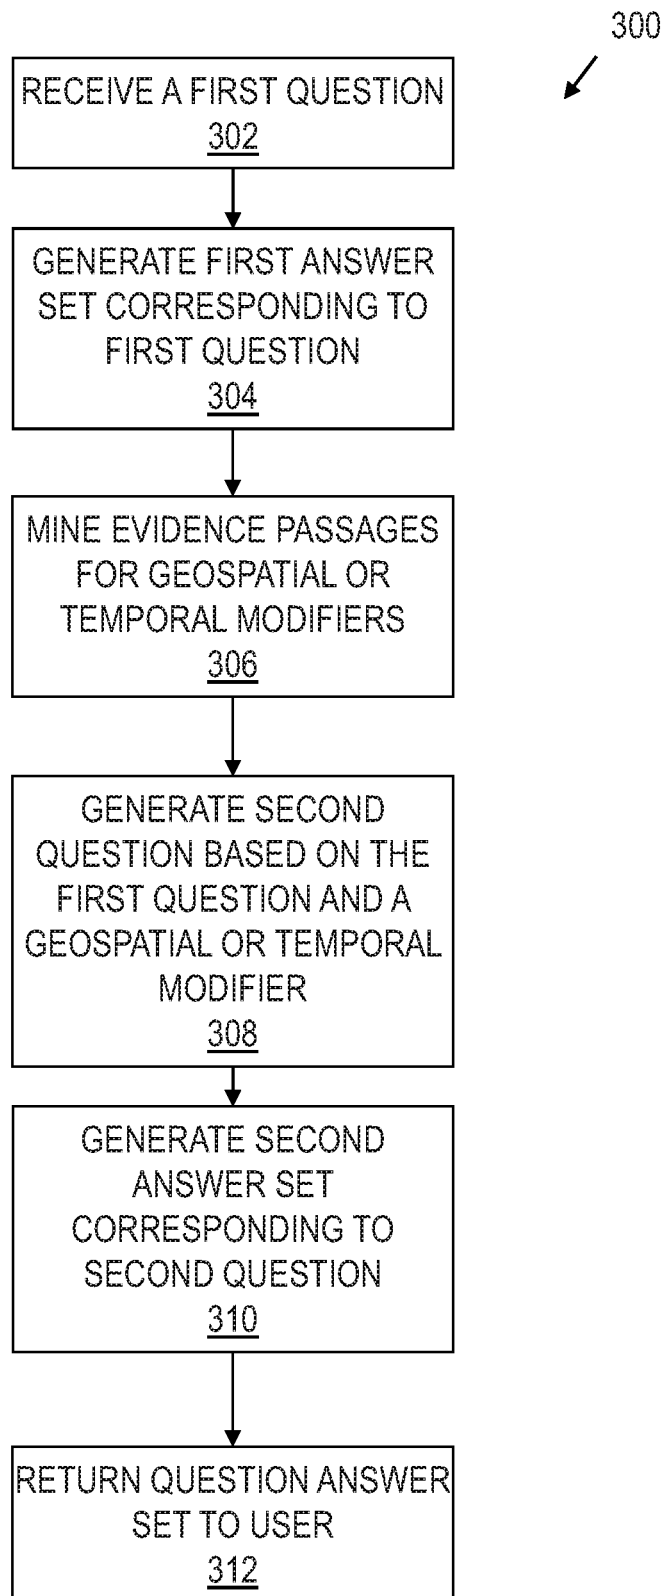 300
RECEIVE A FIRST QUESTION
302
GENERATE FIRST ANSWER
SET CORRESPONDING TO
FIRST QUESTION
304
MINE EVIDENCE PASSAGES
FOR GEOSPATIAL OR
TEMPORAL MODIFIERS
306
GENERATE SECOND
QUESTION BASED ON THE
FIRST QUESTION AND A
GEOSPATIAL OR TEMPORAL
MODIFIER
308
GENERATE SECOND
ANSWER SET
CORRESPONDING TO
SECOND QUESTION
310
RETURN QUESTION ANSWER
SET TO USER
312